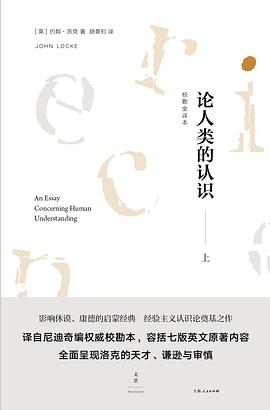 [英] 约翰·洛克 著 胡景钊 译
JOHN LOCKE
论人类的认识
校勘全译本
上
An Essay
Concerning Human
Understanding
影响休谟、康德的启蒙经典 经验主义认识论奠基之作
译自尼迪奇编权威校勘本，容括七版英文原著内容
全面呈现洛克的天才、谦逊与审慎
文景
Horizon
上海人民出版社